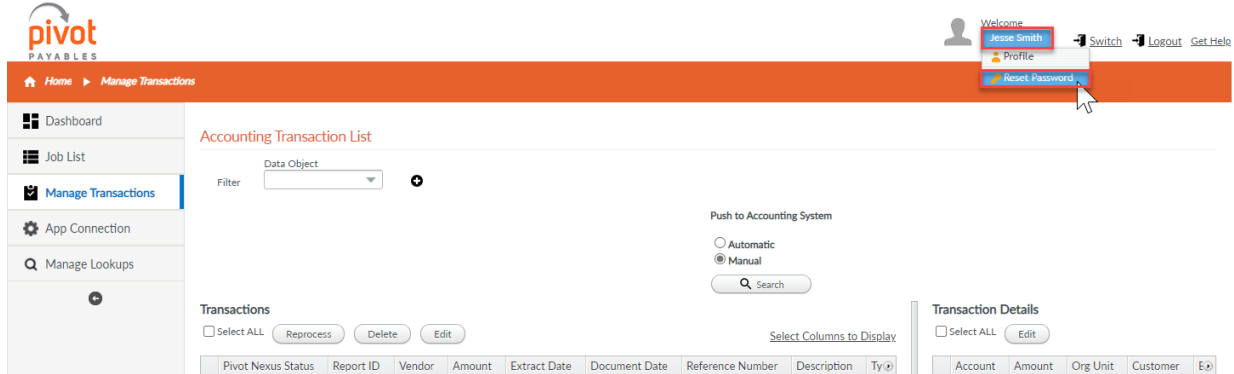 pivot
PAYABLES
Welcome
Jesse Smith
Switch Logout Get Help
Profile
Reset Password
Home Manage Transactions
Dashboard
Job List
Manage Transactions
App Connection
Manage Lookups
Accounting Transaction List
Data Object
Filter
Push to Accounting System
Automatic
Manual
Search
Transactions
Select ALL Reprocess Delete Edit Select Columns to Display
Pivot Nexus Status Report ID Vendor Amount Extract Date Document Date Reference Number Description Ty
Transaction Details
Select ALL Edit
Account Amount Org Unit Customer